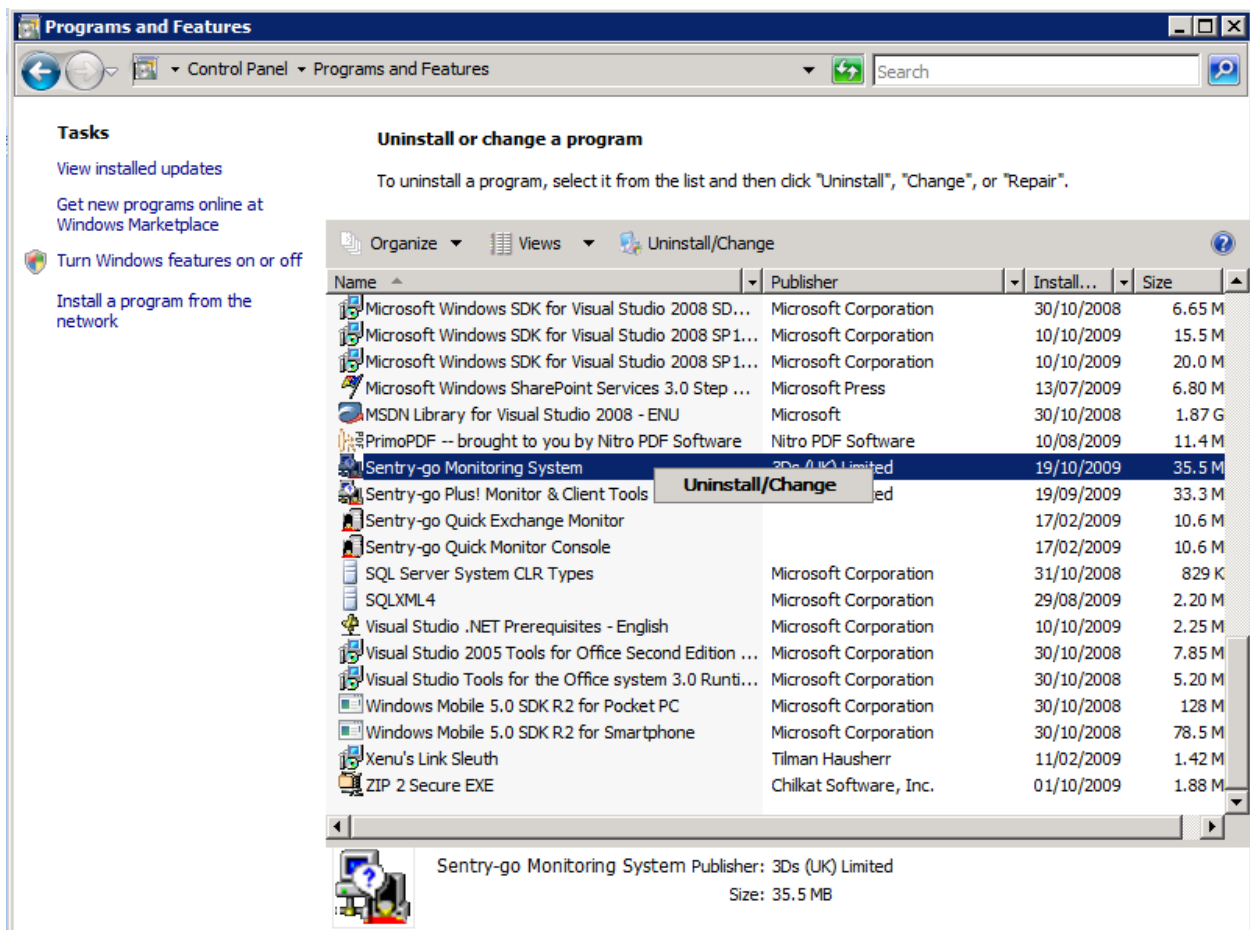 Programs and Features
Control Panel Programs and Features Search
Tasks
View installed updates
Get new programs online at
Windows Marketplace
Turn Windows features on or off
Install a program from the
network
Uninstall or change a program
To uninstall a program, select it from the list and then click "Uninstall", "Change", or "Repair".
Organize Views Uninstall/Change
Name Publisher Install... Size
Microsoft Windows SDK for Visual Studio 2008 SD... Microsoft Corporation 30/10/2008 6.65 M
Microsoft Windows SDK for Visual Studio 2008 SP1... Microsoft Corporation 10/10/2009 15.5 M
Microsoft Windows SDK for Visual Studio 2008 SP1... Microsoft Corporation 10/10/2009 20.0 M
Microsoft Windows SharePoint Services 3.0 Step ... Microsoft Press 13/07/2009 6.80 M
MSDN Library for Visual Studio 2008 - ENU Microsoft 30/10/2008 1.87 G
PrimoPDF -- brought to you by Nitro PDF Software Nitro PDF Software 10/08/2009 11.4 M
Sentry-go Monitoring System 3Ds (UK) Limited 19/10/2009 35.5 M
Uninstall/Change
Sentry-go Plus! Monitor & Client Tools ed 19/09/2009 33.3 M
Sentry-go Quick Exchange Monitor 17/02/2009 10.6 M
Sentry-go Quick Monitor Console 17/02/2009 10.6 M
SQL Server System CLR Types Microsoft Corporation 31/10/2008 829 K
SQLXML4 Microsoft Corporation 29/08/2009 2.20 M
Visual Studio .NET Prerequisites - English Microsoft Corporation 10/10/2009 2.25 M
Visual Studio 2005 Tools for Office Second Edition ... Microsoft Corporation 30/10/2008 7.85 M
Visual Studio Tools for the Office system 3.0 Runti... Microsoft Corporation 30/10/2008 5.20 M
Windows Mobile 5.0 SDK R2 for Pocket PC Microsoft Corporation 30/10/2008 128 M
Windows Mobile 5.0 SDK R2 for Smartphone Microsoft Corporation 30/10/2008 78.5 M
Xenu's Link Sleuth Tilman Hausherr 11/02/2009 1.42 M
ZIP 2 Secure EXE Chilkat Software, Inc. 01/10/2009 1.88 M
Sentry-go Monitoring System Publisher: 3Ds (UK) Limited
Size: 35.5 MB